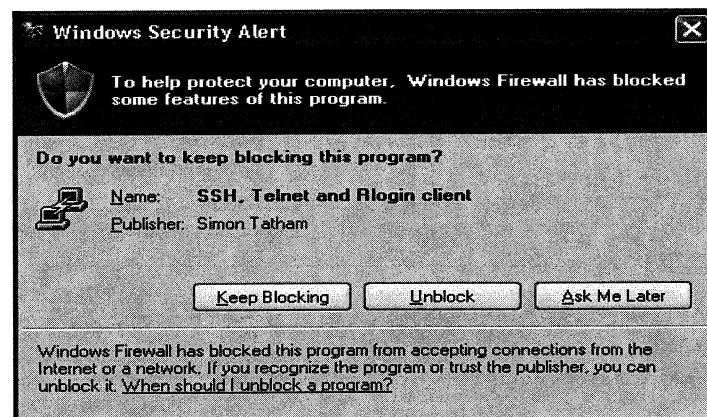 Windows Security Alert
To help protect your computer, Windows Firewall has blocked
some features of this program.
Do you want to keep blocking this program?
Name: SSH, Telnet and Rlogin client
Publisher: Simon Tatham
Keep Blocking Unblock Ask Me Later
Windows Firewall has blocked this program from accepting connections from the
Internet or a network. If you recognize the program or trust the publisher, you can
unblock it. When should I unblock a program?